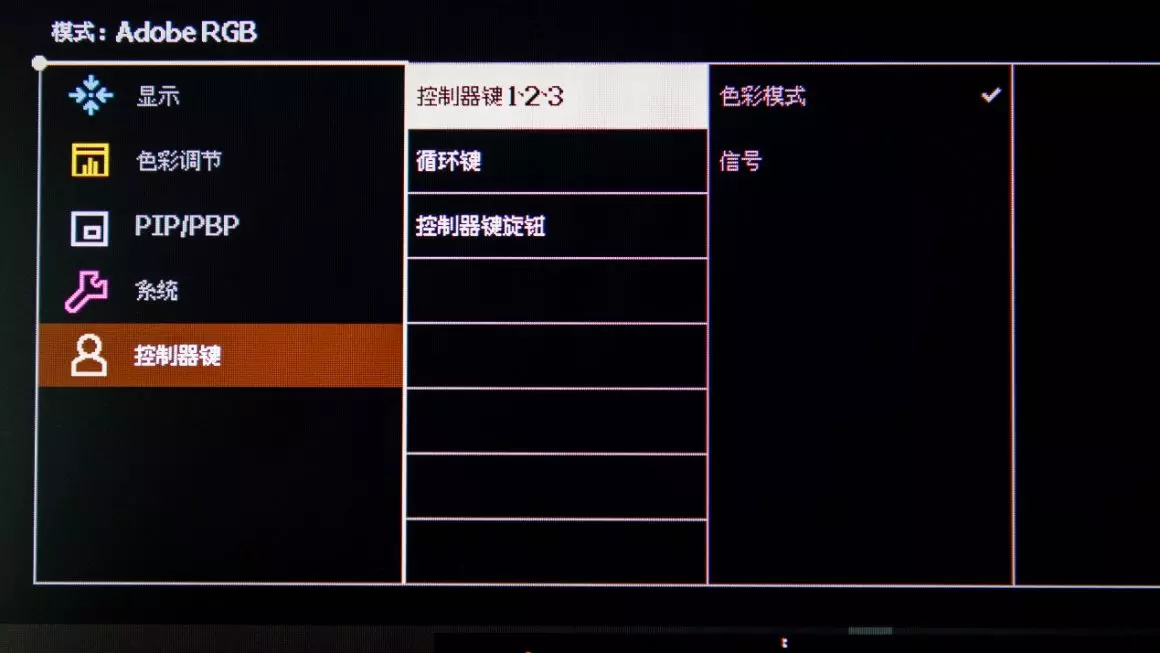 模式：Adobe RGB
显示
色彩调节
PIP/PBP
系统
控制器键
控制器键1、2、3
循环键
控制器键旋钮
色彩模式
信号